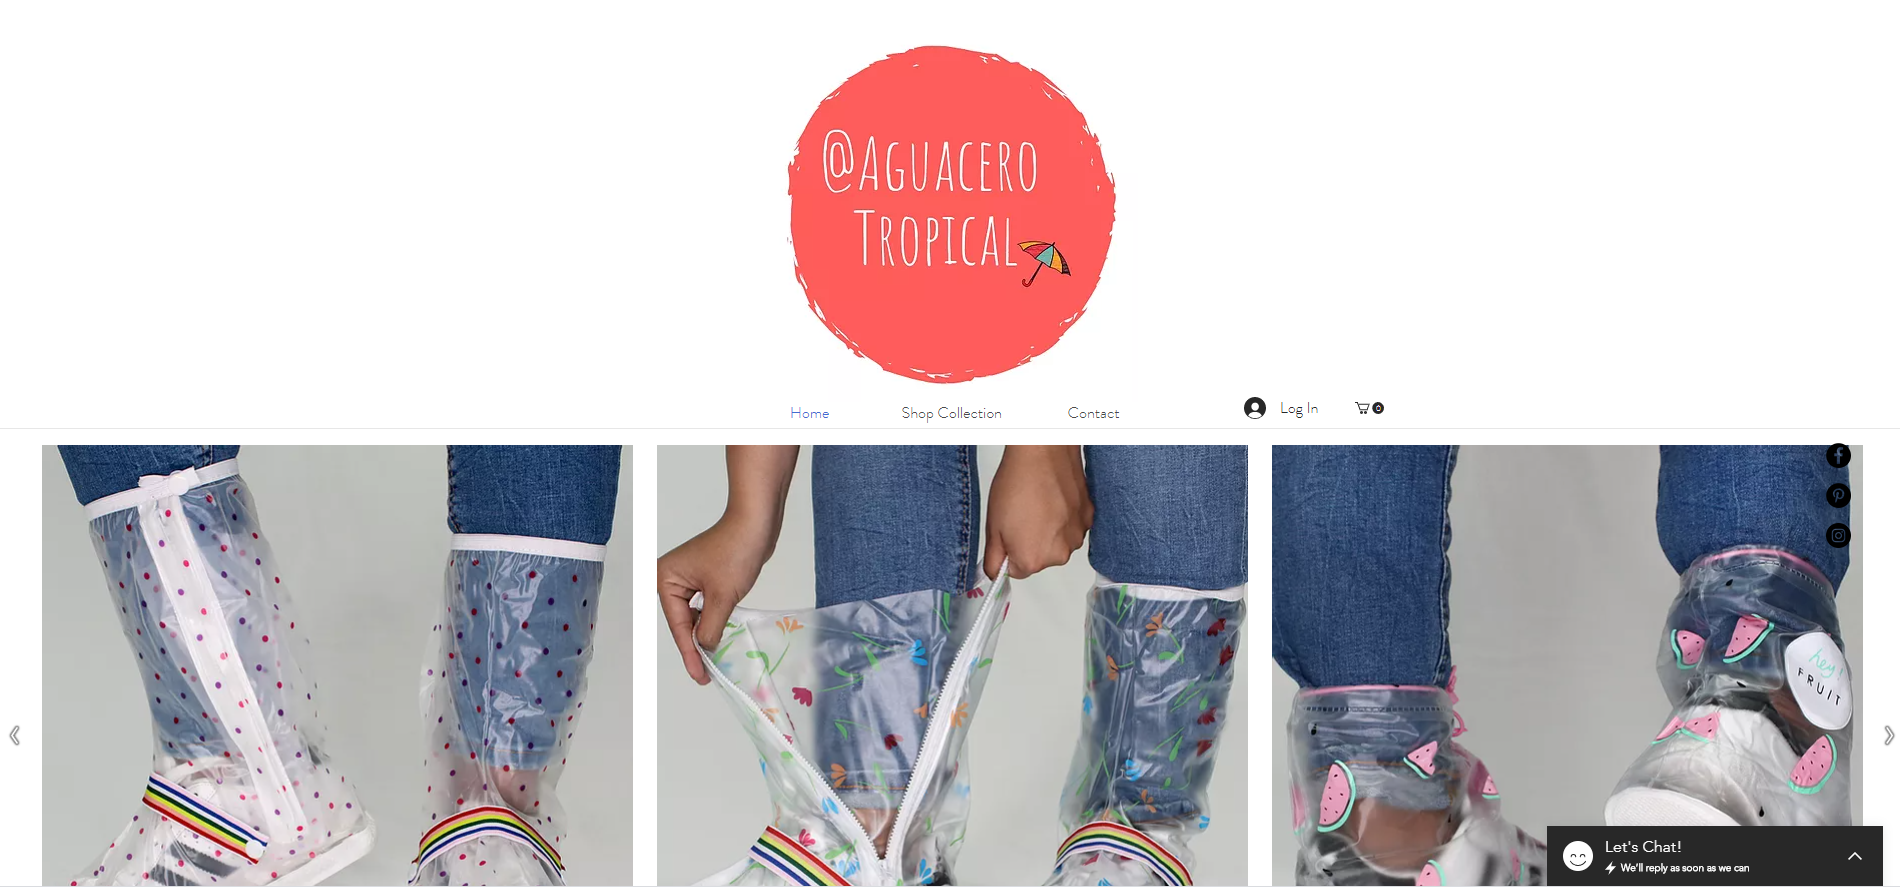 @AGUACERO
TROPICAL
Home
Shop Collection
Contact
Log In
0
hey!
FRUIT
Let's Chat!
We'll reply as soon as we can